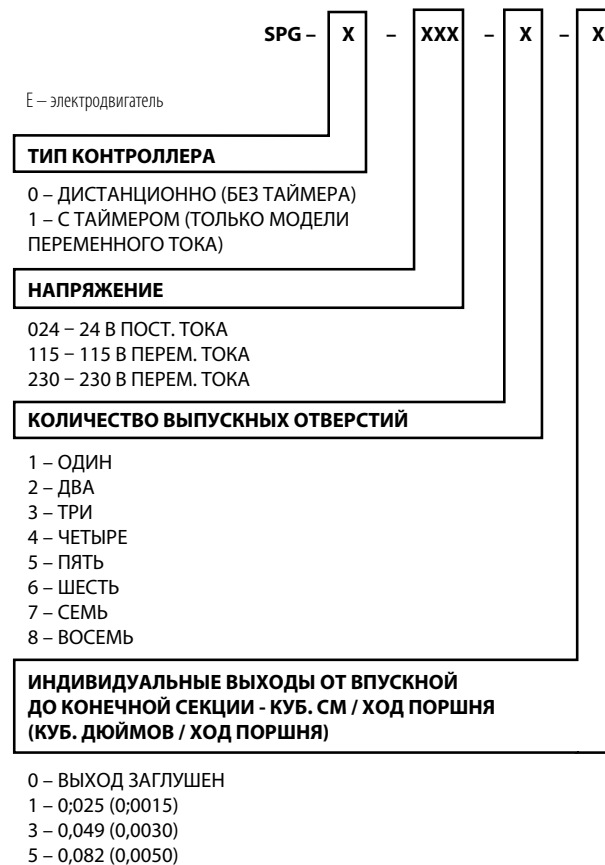 SPG – X – XXX – X – X
E – электродвигатель
ТИП КОНТРОЛЛЕРА
0 – ДИСТАНЦИОННО (БЕЗ ТАЙМЕРА)
1 – С ТАЙМЕРОМ (ТОЛЬКО МОДЕЛИ
ПЕРЕМЕННОГО ТОКА)
НАПРЯЖЕНИЕ
024 – 24 В ПОСТ. ТОКА
115 – 115 В ПЕРЕМ. ТОКА
230 – 230 В ПЕРЕМ. ТОКА
КОЛИЧЕСТВО ВЫПУСКНЫХ ОТВЕРСТИЙ
1 – ОДИН
2 – ДВА
3 – ТРИ
4 – ЧЕТЫРЕ
5 – ПЯТЬ
6 – ШЕСТЬ
7 – СЕМЬ
8 – ВОСЕМЬ
ИНДИВИДУАЛЬНЫЕ ВЫХОДЫ ОТ ВПУСКНОЙ
ДО КОНЕЧНОЙ СЕКЦИИ - КУБ. СМ / ХОД ПОРШНЯ
(КУБ. ДЮЙМОВ / ХОД ПОРШНЯ)
0 – ВЫХОД ЗАГЛУШЕН
1 – 0;025 (0;0015)
3 – 0,049 (0,0030)
5 – 0,082 (0,0050)